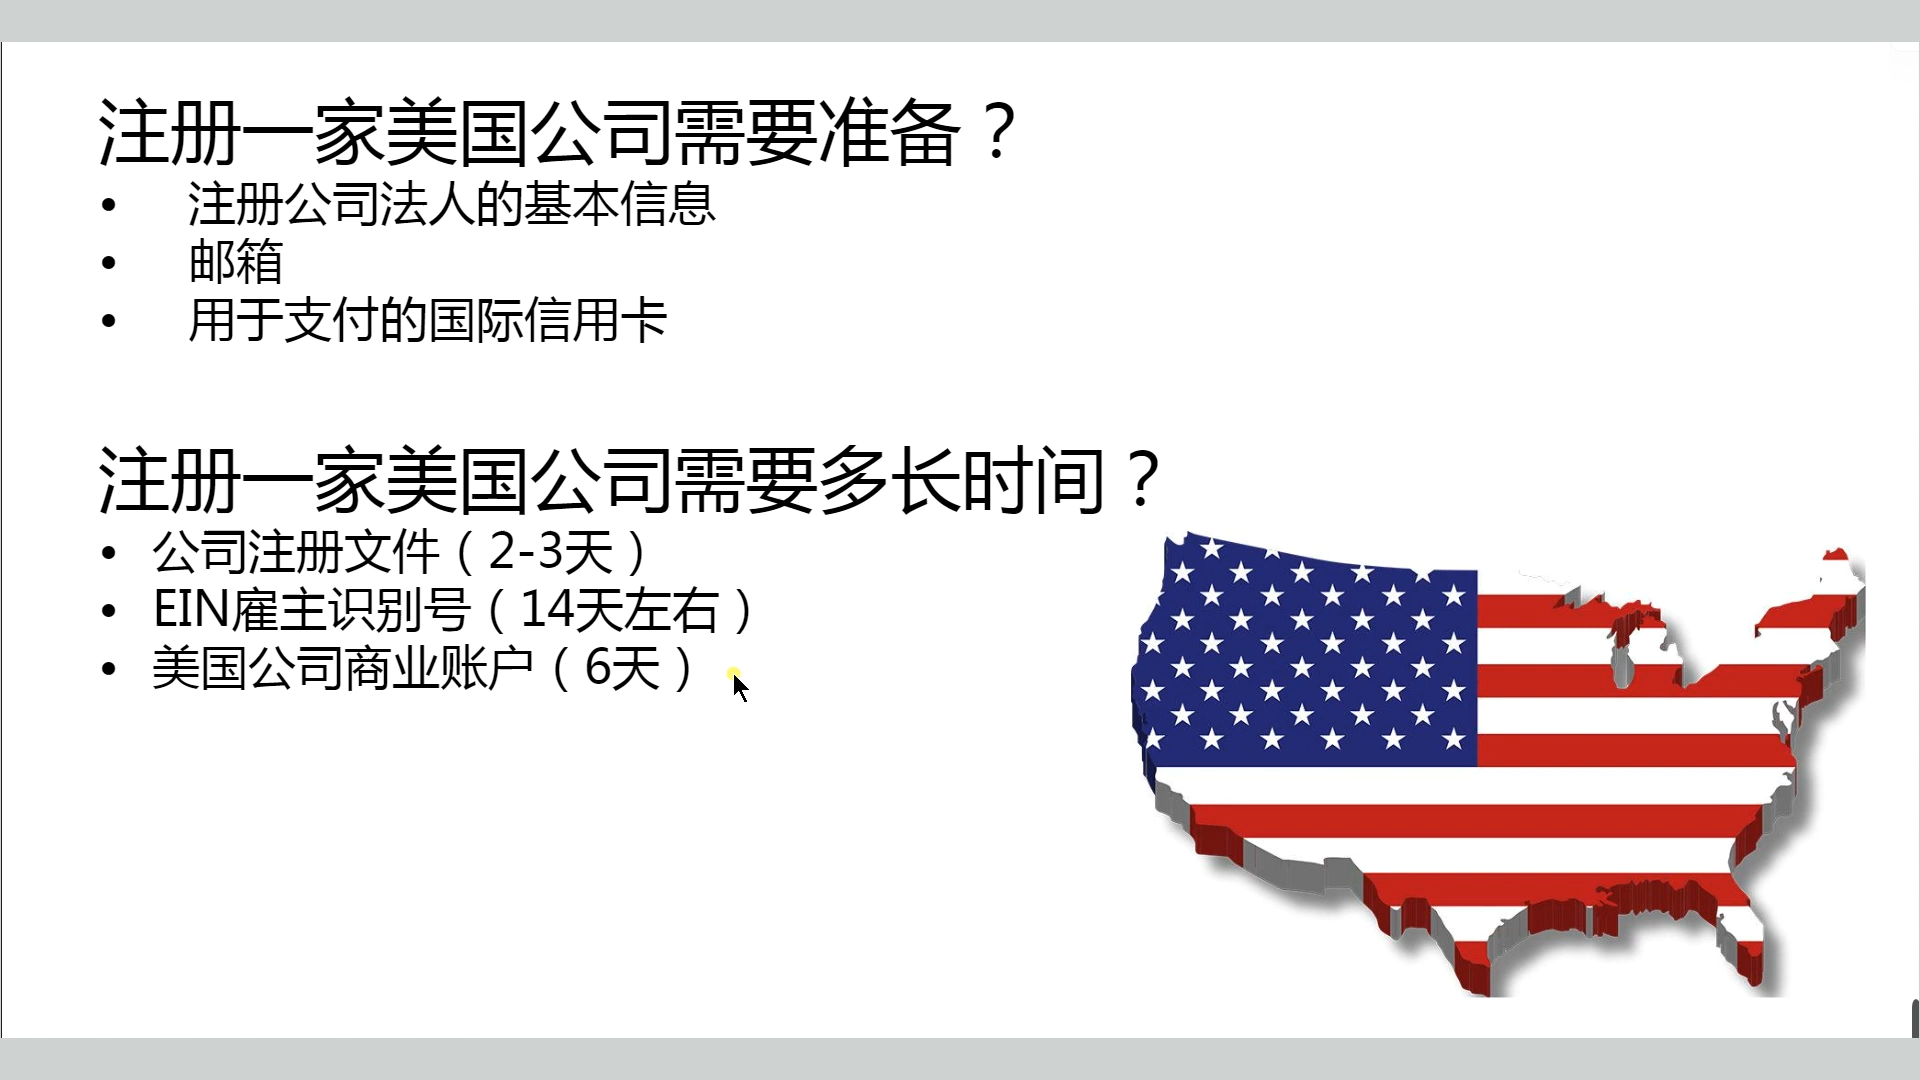 注册一家美国公司需要准备？
• 注册公司法人的基本信息
• 邮箱
• 用于支付的国际信用卡
注册一家美国公司需要多长时间？
• 公司注册文件（2-3天）
• EIN雇主识别号（14天左右）
• 美国公司商业账户（6天）